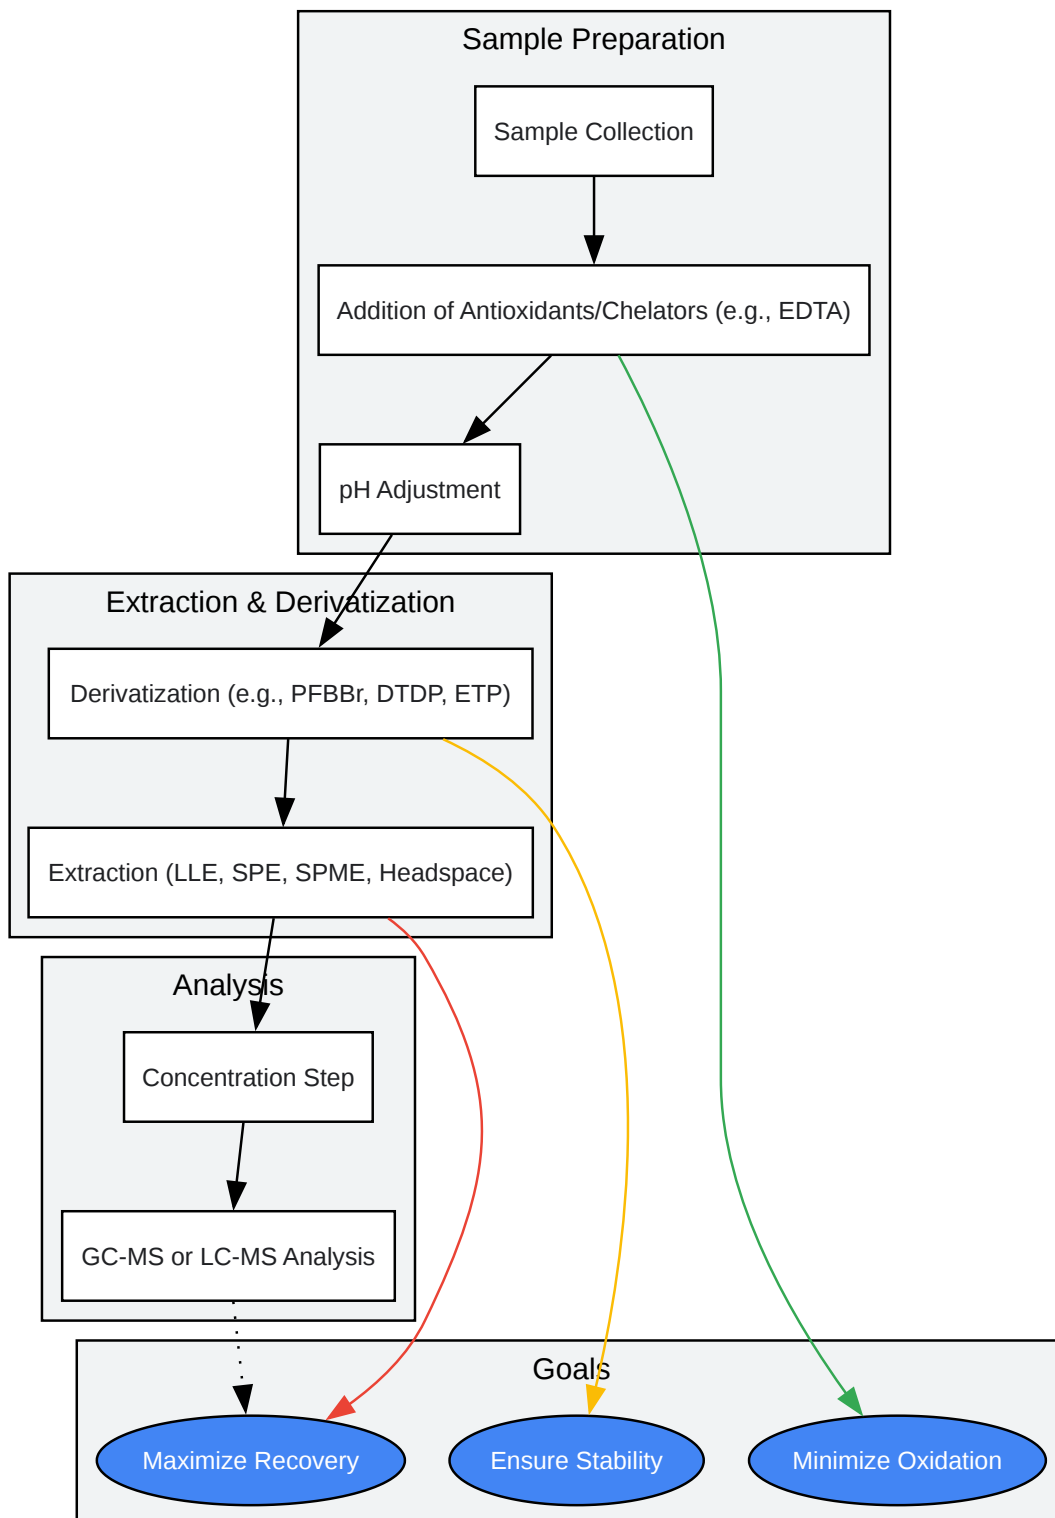 Sample Preparation
Sample Collection
Addition of Antioxidants/Chelators (e.g., EDTA)
pH Adjustment
Extraction & Derivatization
Derivatization (e.g., PFBBr, DTDP, ETP)
Extraction (LLE, SPE, SPME, Headspace)
Analysis
Concentration Step
GC-MS or LC-MS Analysis
Goals
Maximize Recovery
Ensure Stability
Minimize Oxidation